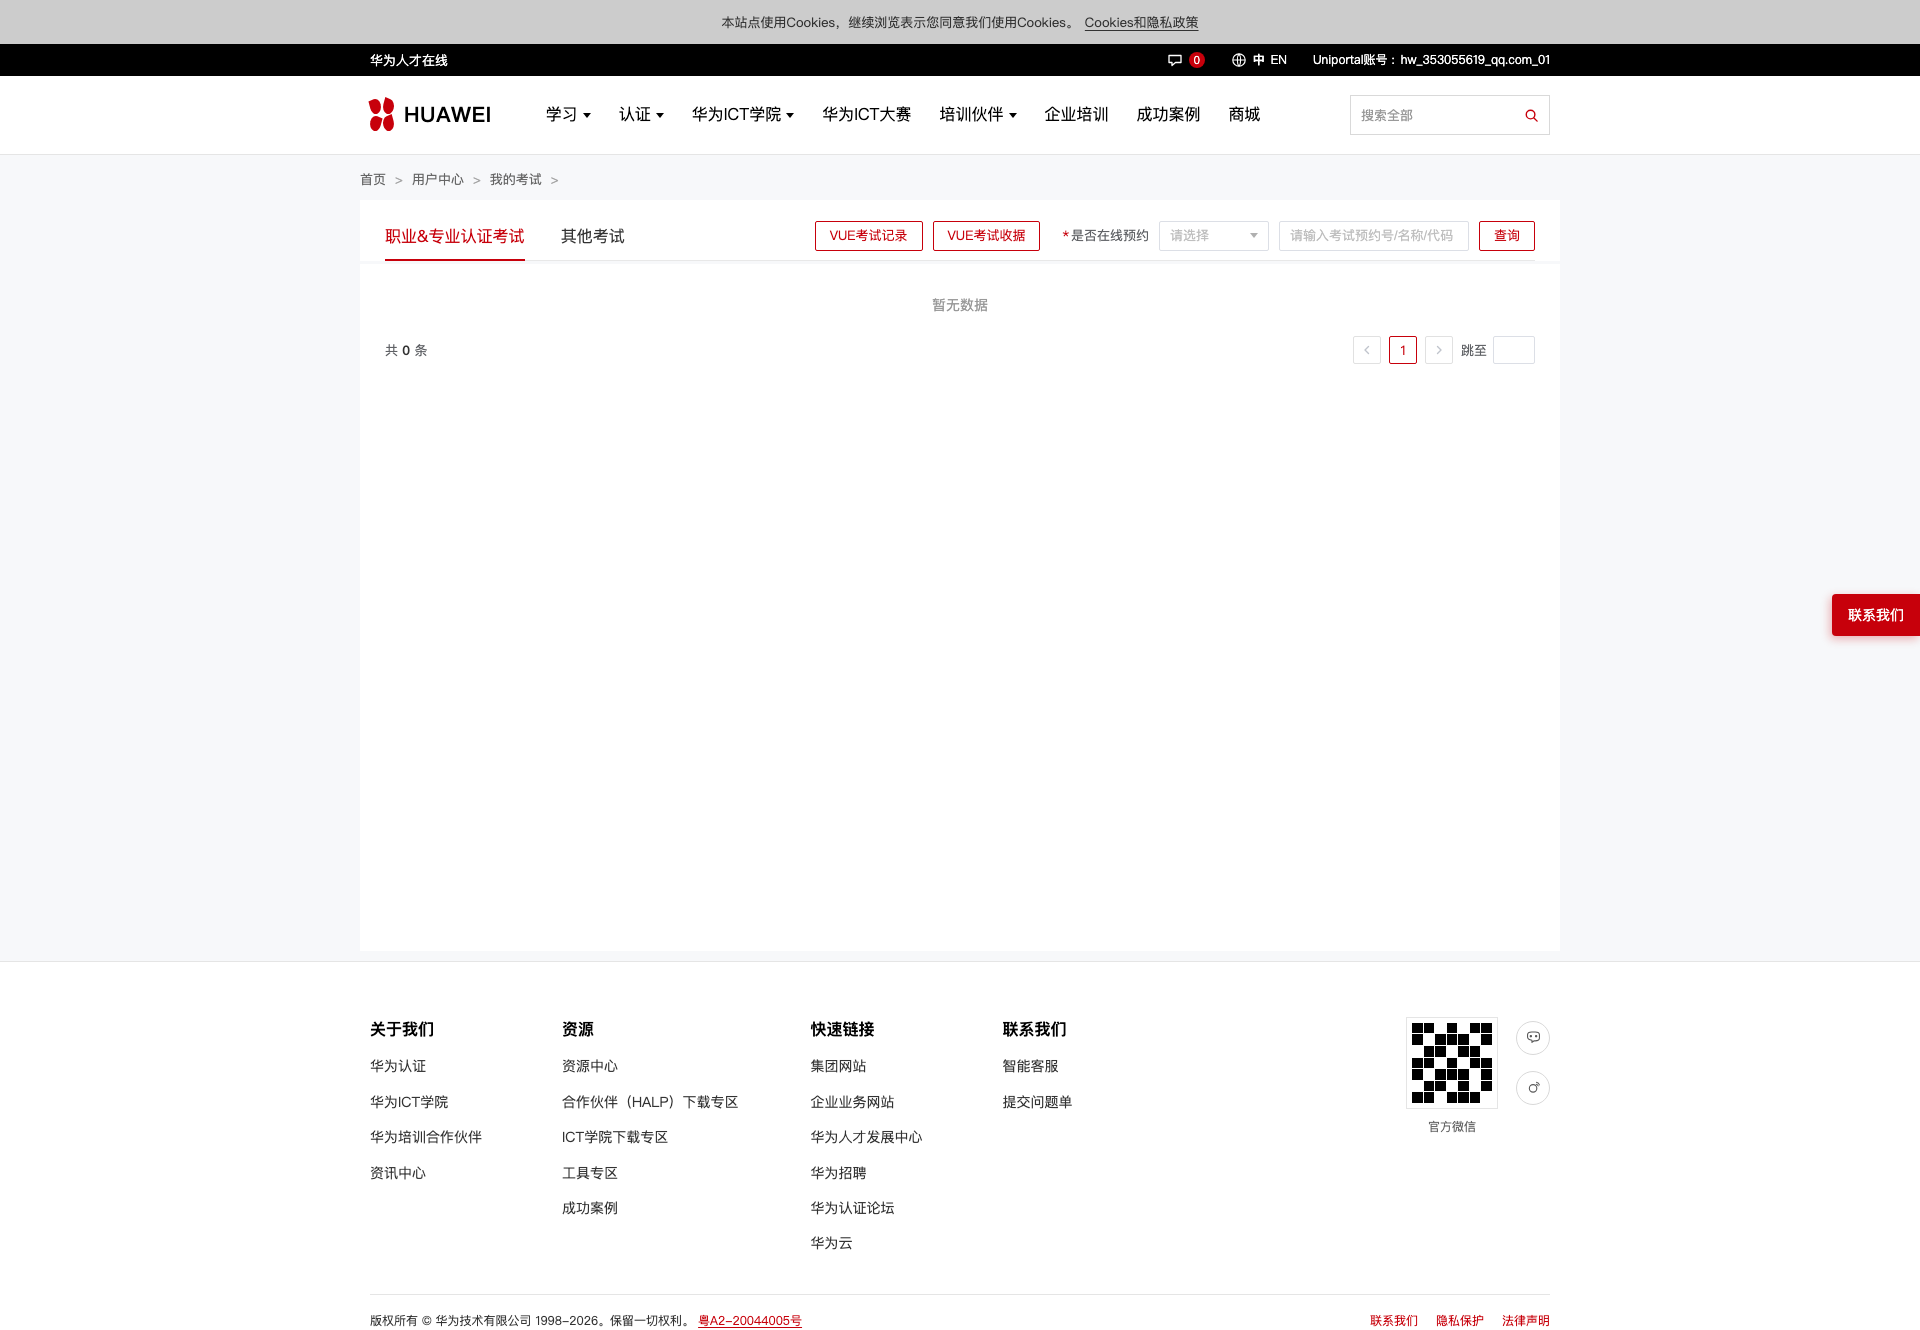 本站点使用Cookies，继续浏览表示您同意我们使用Cookies。 Cookies和隐私政策
华为人才在线 0 中 EN Uniportal账号： hw_353055619_qq.com_01
HUAWEI 学习 认证 华为ICT学院 华为ICT大赛 培训伙伴 企业培训 成功案例 商城 搜索全部
首页 > 用户中心 > 我的考试 >
职业&专业认证考试 其他考试 VUE考试记录 VUE考试收据 *是否在线预约 请选择 请输入考试预约号/名称/代码 查询
暂无数据
共 0 条 < 1 > 跳至
联系我们
关于我们
华为认证
华为ICT学院
华为培训合作伙伴
资讯中心
资源
资源中心
合作伙伴（HALP）下载专区
ICT学院下载专区
工具专区
成功案例
快速链接
集团网站
企业业务网站
华为人才发展中心
华为招聘
华为认证论坛
华为云
联系我们
智能客服
提交问题单
官方微信
版权所有 © 华为技术有限公司 1998-2026。保留一切权利。 粤A2-20044005号 联系我们 隐私保护 法律声明